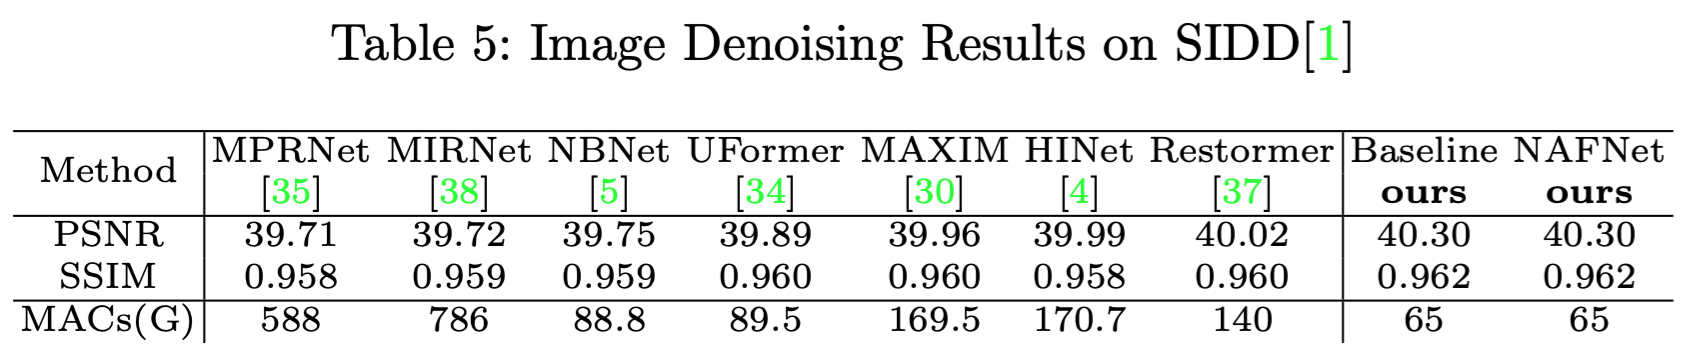 Table 5: Image Denoising Results on SIDD[1]
Method MPRNet MIRNet NBNet UFormer MAXIM HINet Restormer Baseline NAFNet
[35] [38] [5] [34] [30] [4] [37] ours ours
PSNR 39.71 39.72 39.75 39.89 39.96 39.99 40.02 40.30 40.30
SSIM 0.958 0.959 0.959 0.960 0.960 0.958 0.960 0.962 0.962
MACs(G) 588 786 88.8 89.5 169.5 170.7 140 65 65